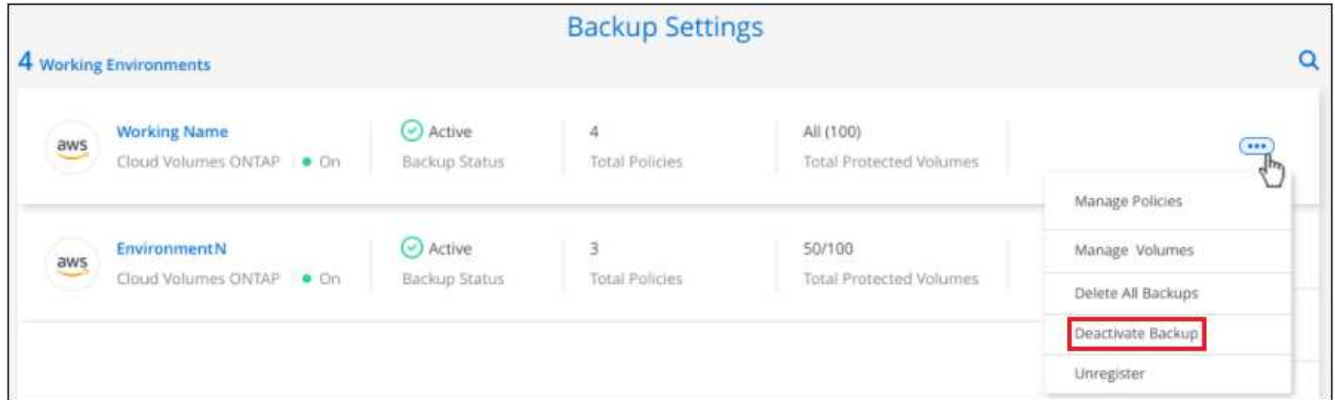 Backup Settings
4 Working Environments
aws
Working Name
Cloud Volumes ONTAP
On
Active
Backup Status
4
Total Policies
All (100)
Total Protected Volumes
aws
EnvironmentN
Cloud Volumes ONTAP
On
Active
Backup Status
3
Total Policies
50/100
Total Protected Volumes
Manage Policies
Manage Volumes
Delete All Backups
Deactivate Backup
Unregister